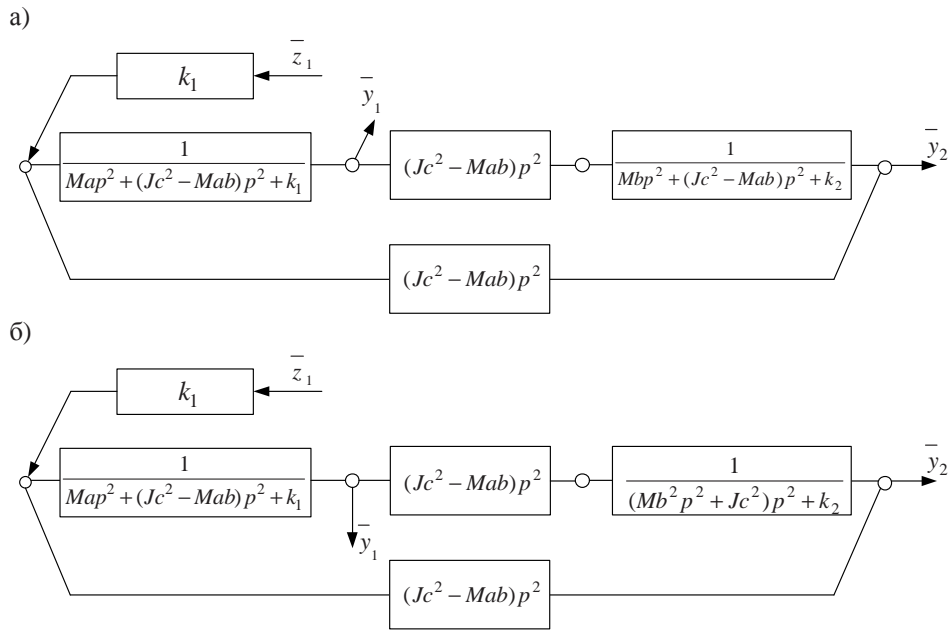 а)
k₁
z̄₁
ȳ₁
ȳ₂
1 / (Map² + (Jc² − Mab)p² + k₁)
(Jc² − Mab)p²
1 / (Mbp² + (Jc² − Mab)p² + k₂)
(Jc² − Mab)p²
б)
k₁
z̄₁
ȳ₂
1 / (Map² + (Jc² − Mab)p² + k₁)
(Jc² − Mab)p²
1 / ((Mb²p² + Jc²)p² + k₂)
ȳ₁
(Jc² − Mab)p²